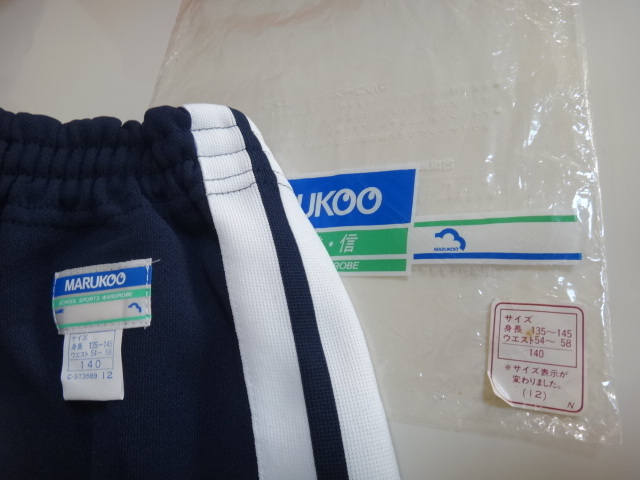 MARUKOO
SCHOOL SPORTS WARDROBE
サイズ
身長 135~145
ウエスト54~ 58
140
C-573589 12
UKOO
・信
ROBE
MARUKOO
サイズ
身長 135~145
ウエスト54~ 58
140
※サイズ表示が
変わりました。
(12)
N